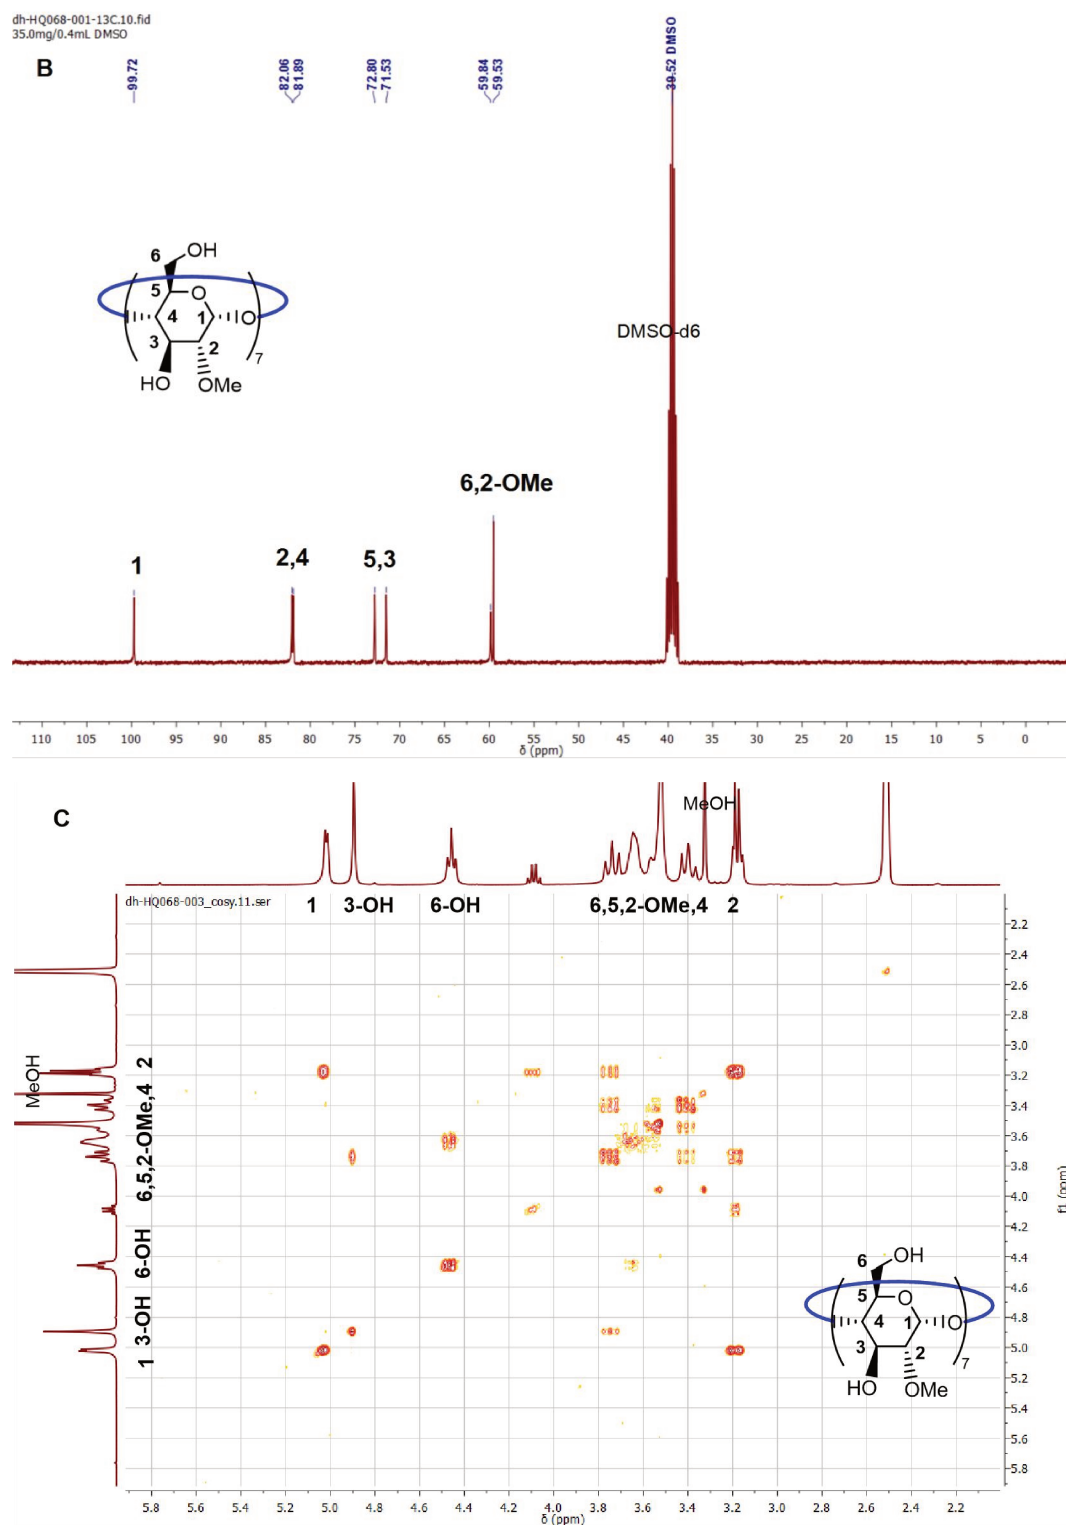 dh-HQ068-001-13C.10.fid
35.0mg/0.4mL DMSO
B
99.72
82.06
81.89
72.80
71.53
59.84
59.53
39.52 DMSO
6
OH
5
O
4
1
O
3
2
7
HO
OMe
DMSO-d6
6,2-OMe
1
2,4
5,3
110 105 100 95 90 85 80 75 70 65 60 55 50 45 40 35 30 25 20 15 10 5 0
δ (ppm)
C
MeOH
dh-HQ068-003_cosy.11.ser
1 3-OH 6-OH 6,5,2-OMe,4 2
MeOH
1 3-OH 6-OH 6,5,2-OMe,4 2
2.2
2.4
2.6
2.8
3.0
3.2
3.4
3.6
3.8
4.0
4.2
4.4
4.6
4.8
5.0
5.2
5.4
5.6
5.8
f1 (ppm)
6
OH
5
O
4
1
O
3
2
7
HO
OMe
5.8 5.6 5.4 5.2 5.0 4.8 4.6 4.4 4.2 4.0 3.8 3.6 3.4 3.2 3.0 2.8 2.6 2.4 2.2
δ (ppm)